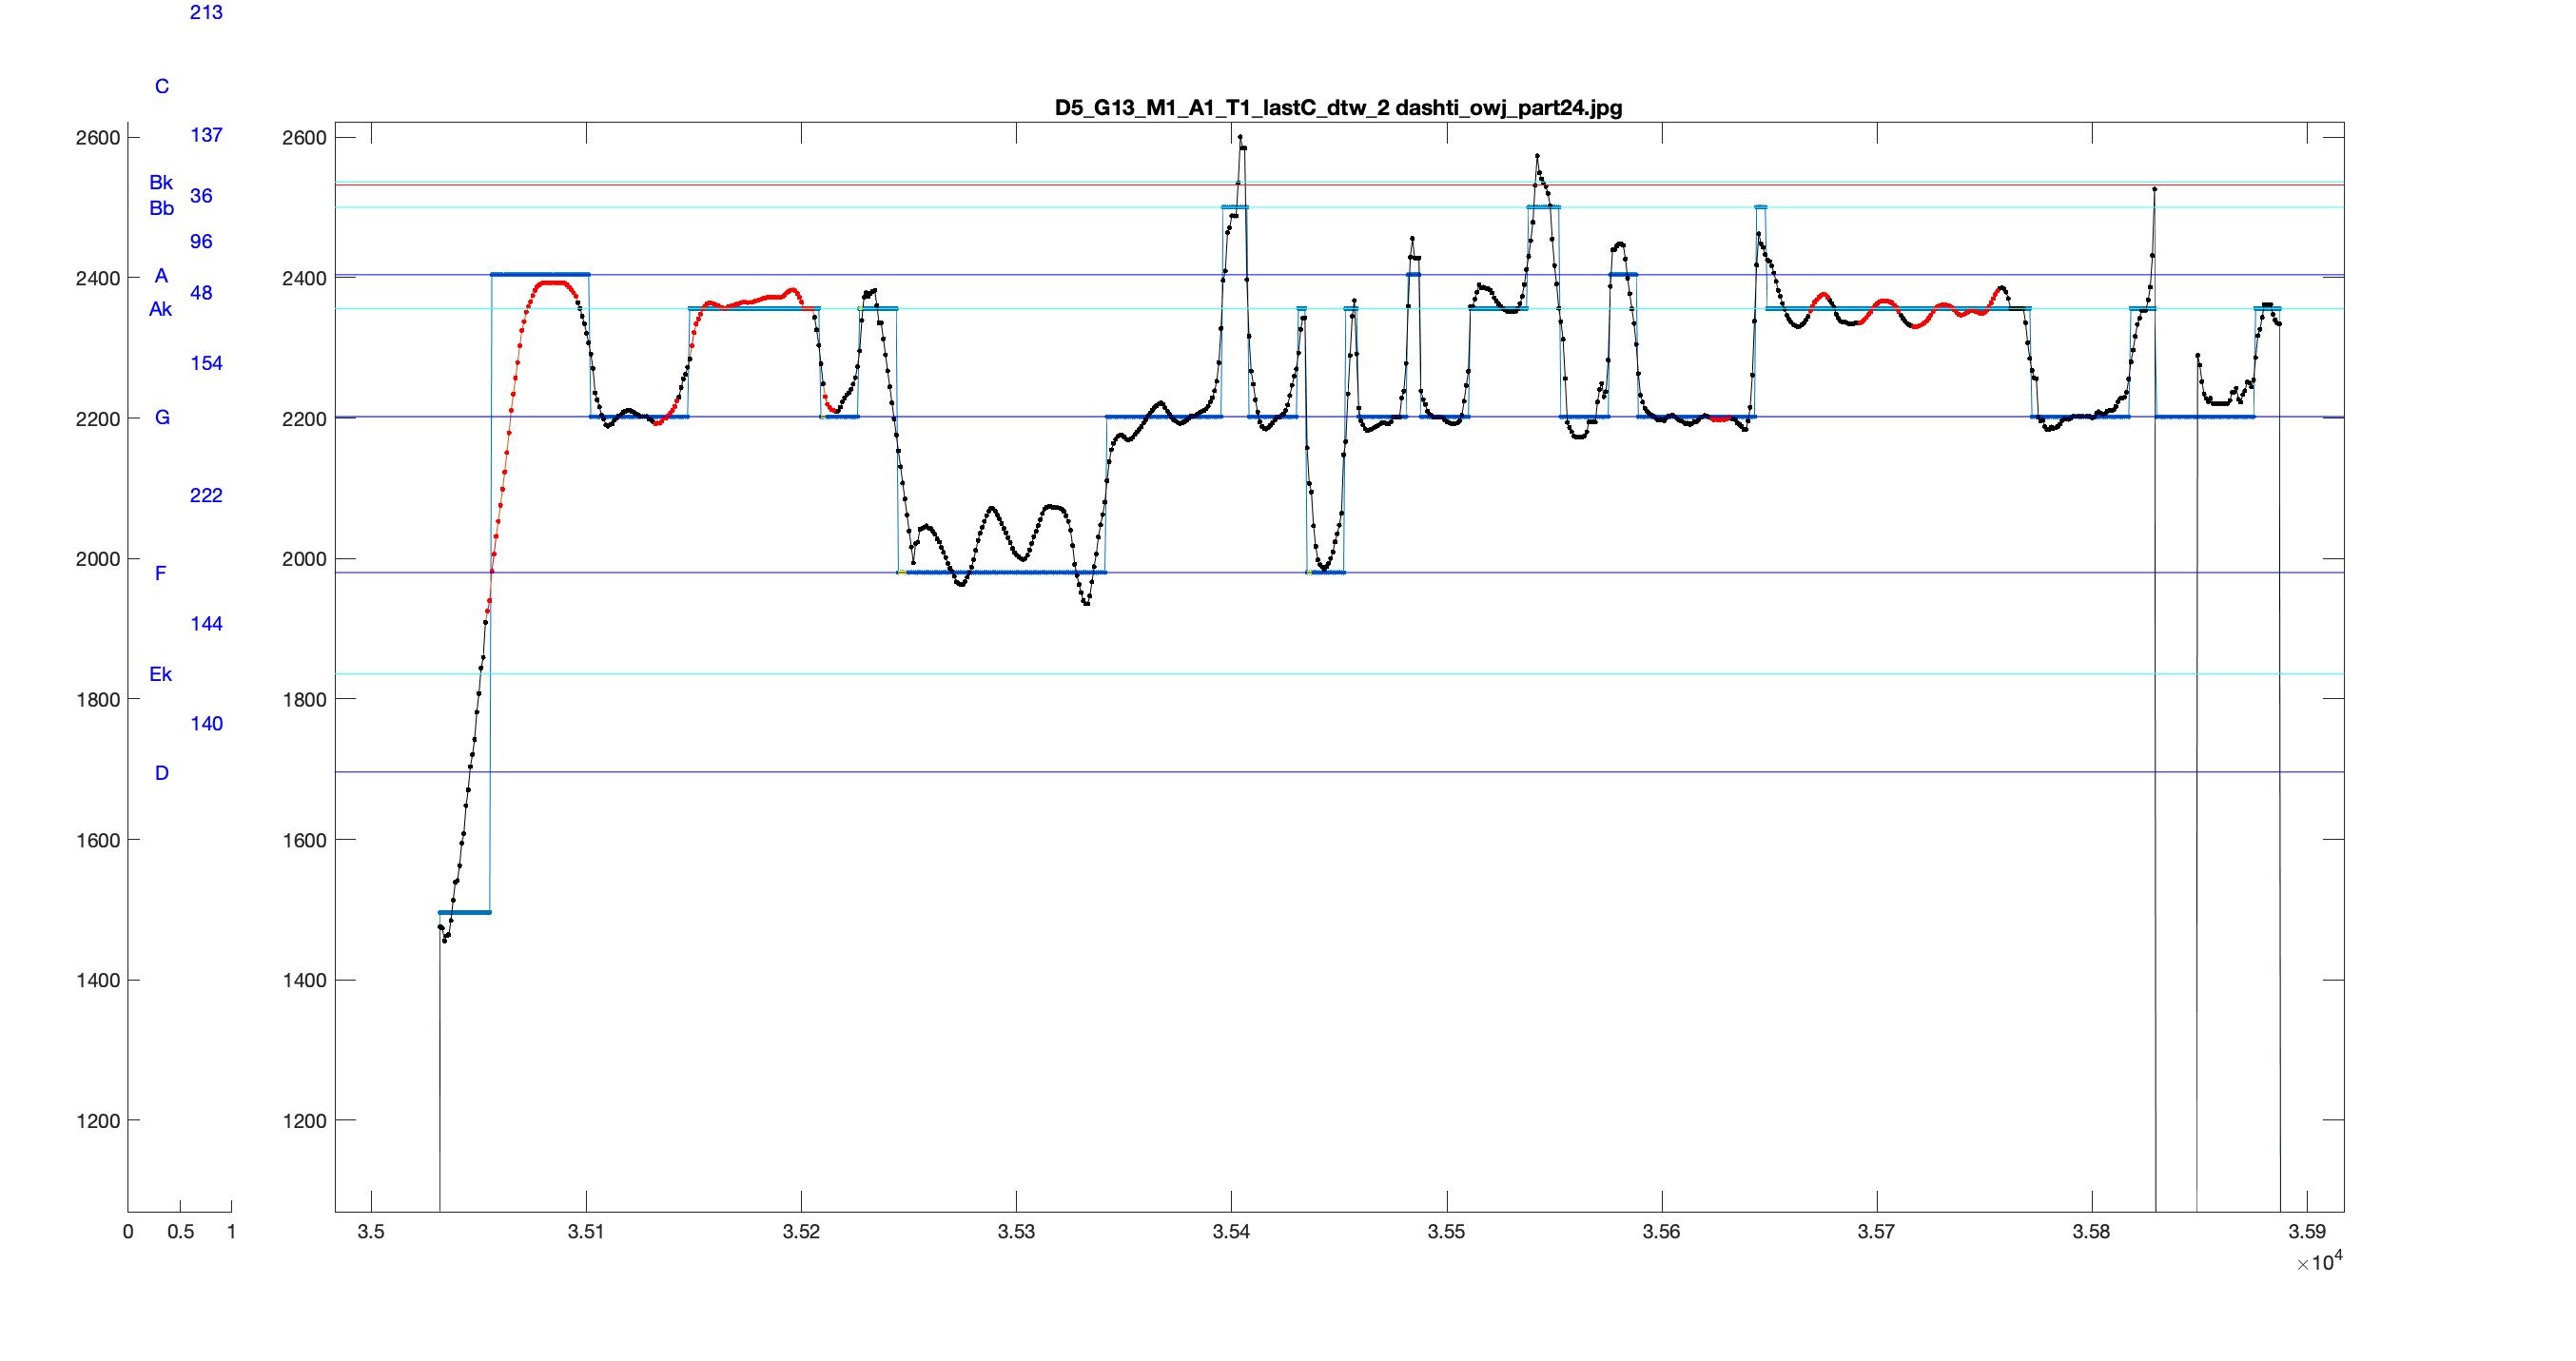 213
C
D5_G13_M1_A1_T1_lastC_dtw_2 dashti_owj_part24.jpg
2600 137 2600
Bk 36
Bb
96
2400 A 2400
48
Ak
154
2200 G 2200
222
2000 2000
F
144
Ek
1800 1800
140
D
1600 1600
1400 1400
1200 1200
0 0.5 1 3.5 3.51 3.52 3.53 3.54 3.55 3.56 3.57 3.58 3.59
×10⁴